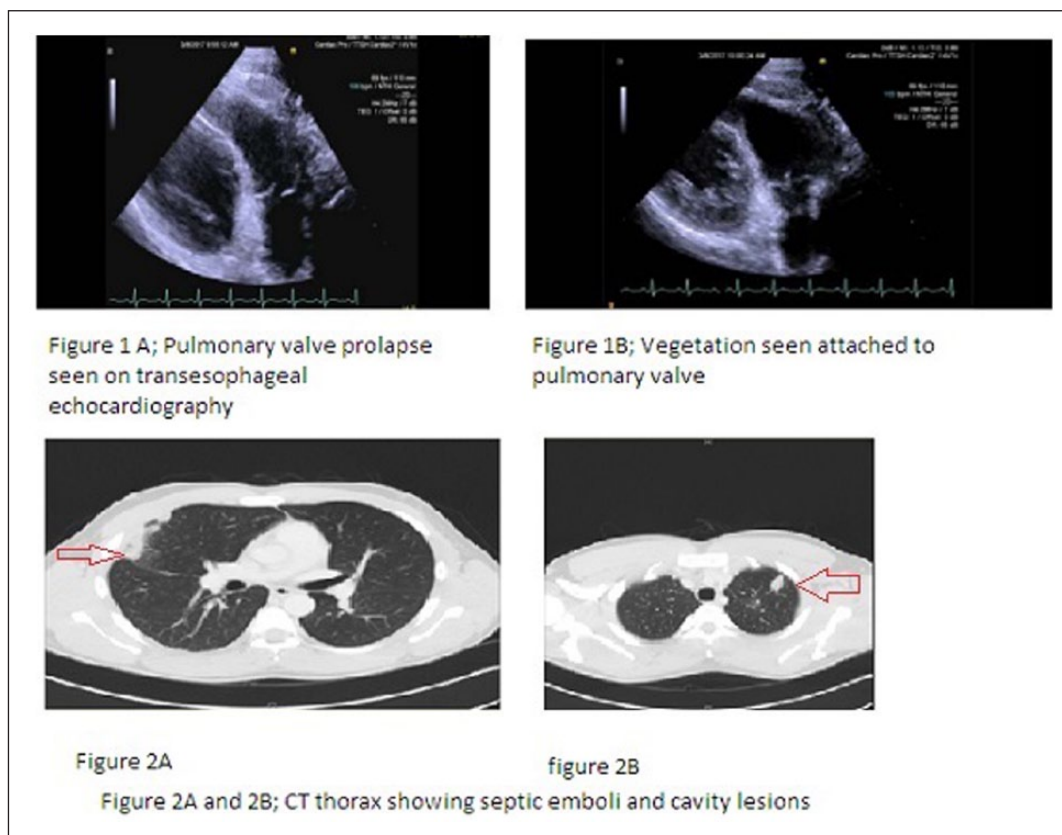 Figure 1 A; Pulmonary valve prolapse
seen on transesophageal
echocardiography
Figure 1B; Vegetation seen attached to
pulmonary valve
Figure 2A
figure 2B
Figure 2A and 2B; CT thorax showing septic emboli and cavity lesions